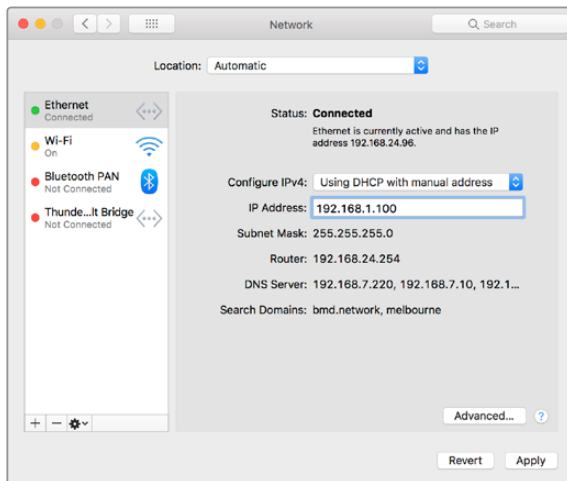 Network
Search
Location: Automatic
Ethernet
Connected
Wi-Fi
On
Bluetooth PAN
Not Connected
Thunde...lt Bridge
Not Connected
Status: Connected
Ethernet is currently active and has the IP
address 192.168.24.96.
Configure IPv4: Using DHCP with manual address
IP Address: 192.168.1.100
Subnet Mask: 255.255.255.0
Router: 192.168.24.254
DNS Server: 192.168.7.220, 192.168.7.10, 192.1...
Search Domains: bmd.network, melbourne
Advanced... ?
Revert Apply